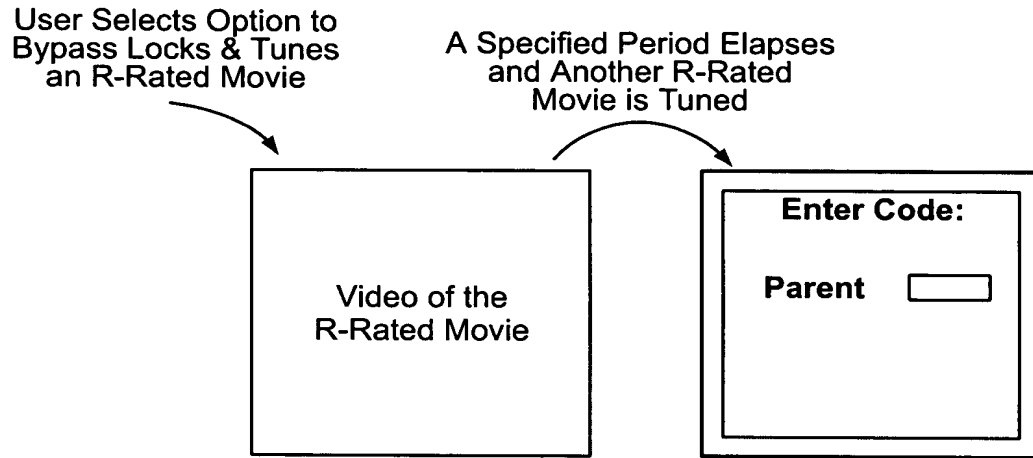 User Selects Option to
Bypass Locks & Tunes
an R-Rated Movie
A Specified Period Elapses
and Another R-Rated
Movie is Tuned
Video of the
R-Rated Movie
Enter Code:
Parent